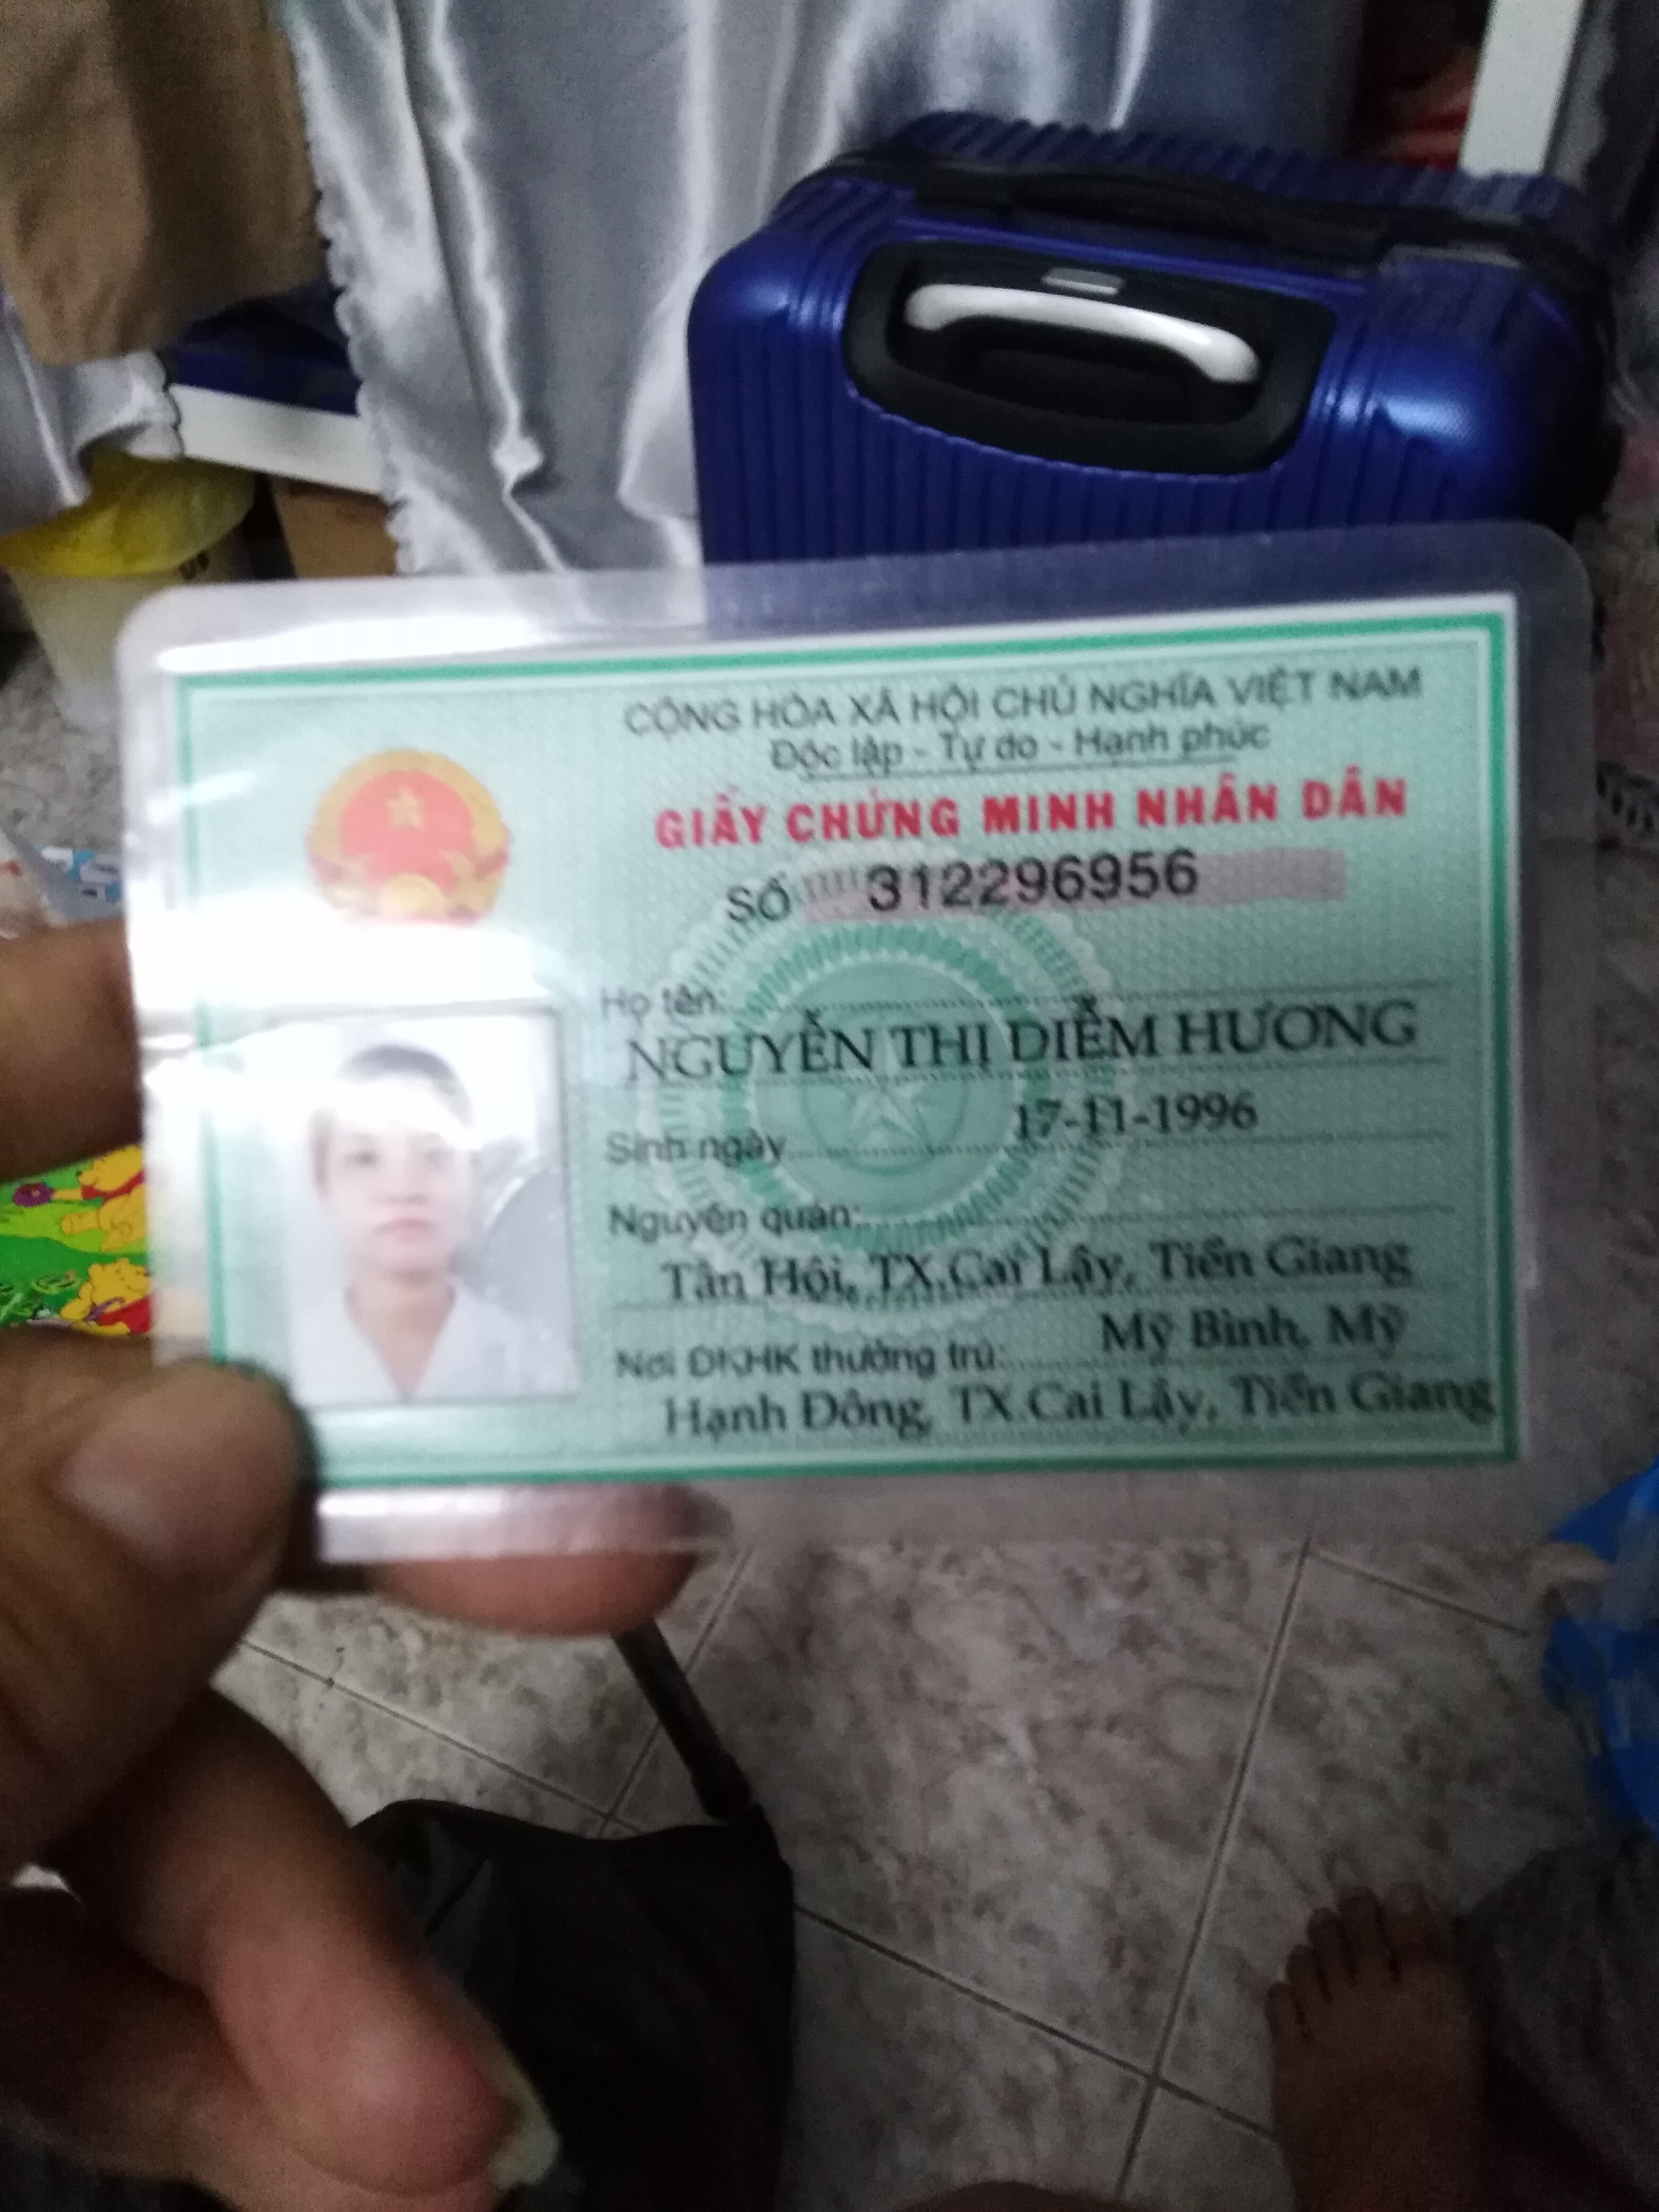 CỘNG HÒA XÃ HỘI CHỦ NGHĨA VIỆT NAM
Độc lập - Tự do - Hạnh phúc
GIẤY CHỨNG MINH NHÂN DÂN
SỐ 312296956
Họ tên:
NGUYỄN THỊ DIỄM HƯƠNG
Sinh ngày 17-11-1996
Nguyên quán:
Tân Hội, TX.Cai Lậy, Tiền Giang
Nơi ĐKHK thường trú: Mỹ Bình, Mỹ
Hạnh Đông, TX.Cai Lậy, Tiền Giang